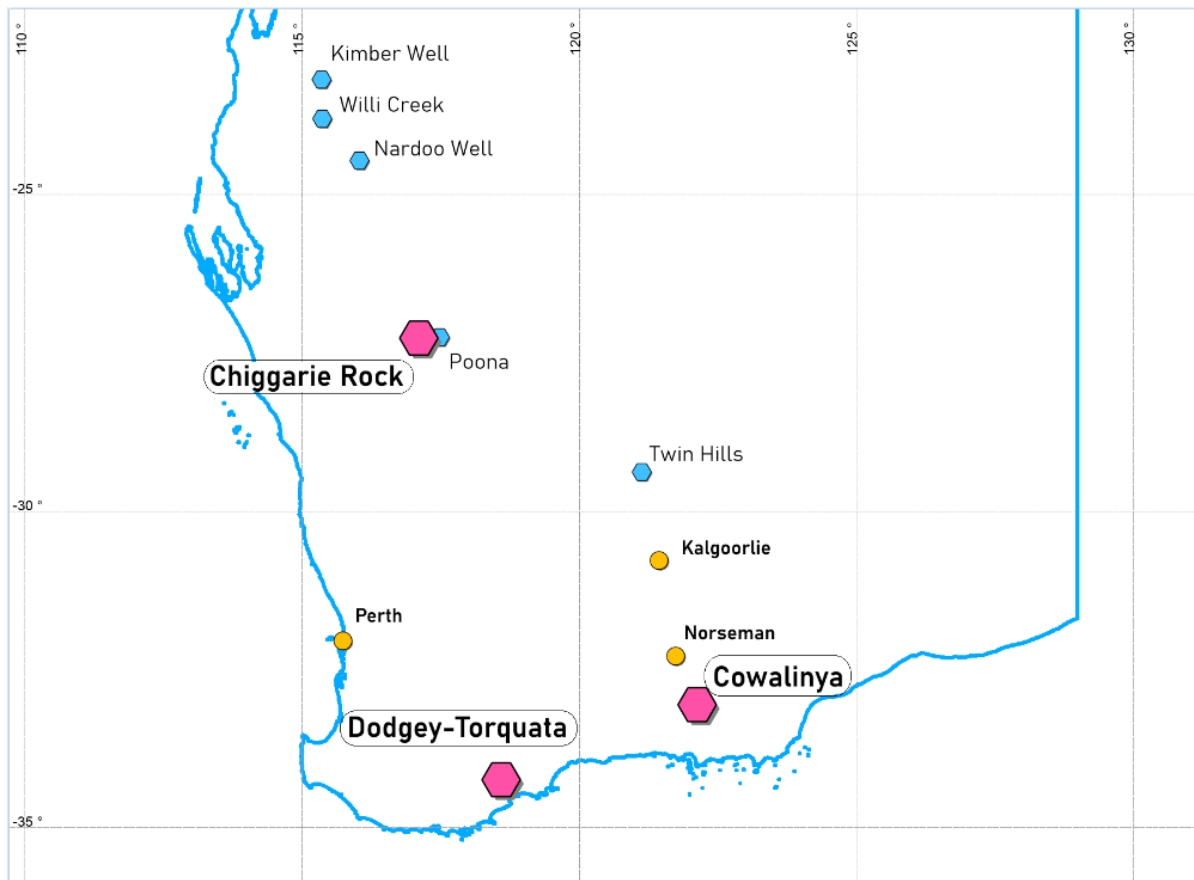 110 °
115 °
120 °
125 °
130 °
Kimber Well
Willi Creek
Nardoo Well
-25 °
Chiggarie Rock
Poona
Twin Hills
-30 °
Kalgoorlie
Perth
Norseman
Cowalinya
Dodgey-Torquata
-35 °